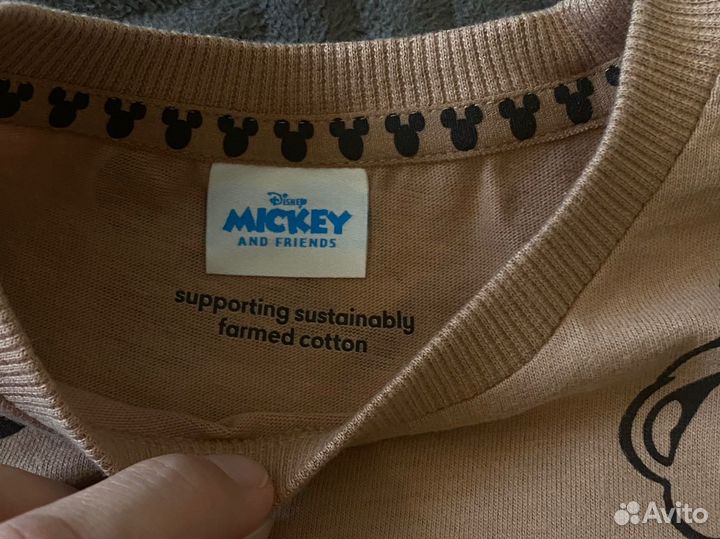 Disney
MICKEY
AND FRIENDS
supporting sustainably
farmed cotton
Avito